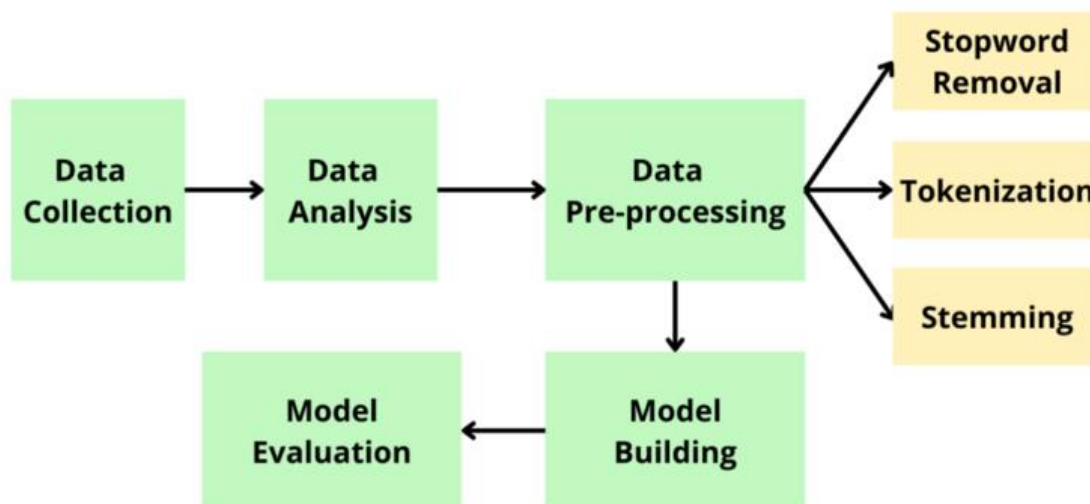 Data
Collection
Data
Analysis
Data
Pre-processing
Stopword
Removal
Tokenization
Stemming
Model
Evaluation
Model
Building